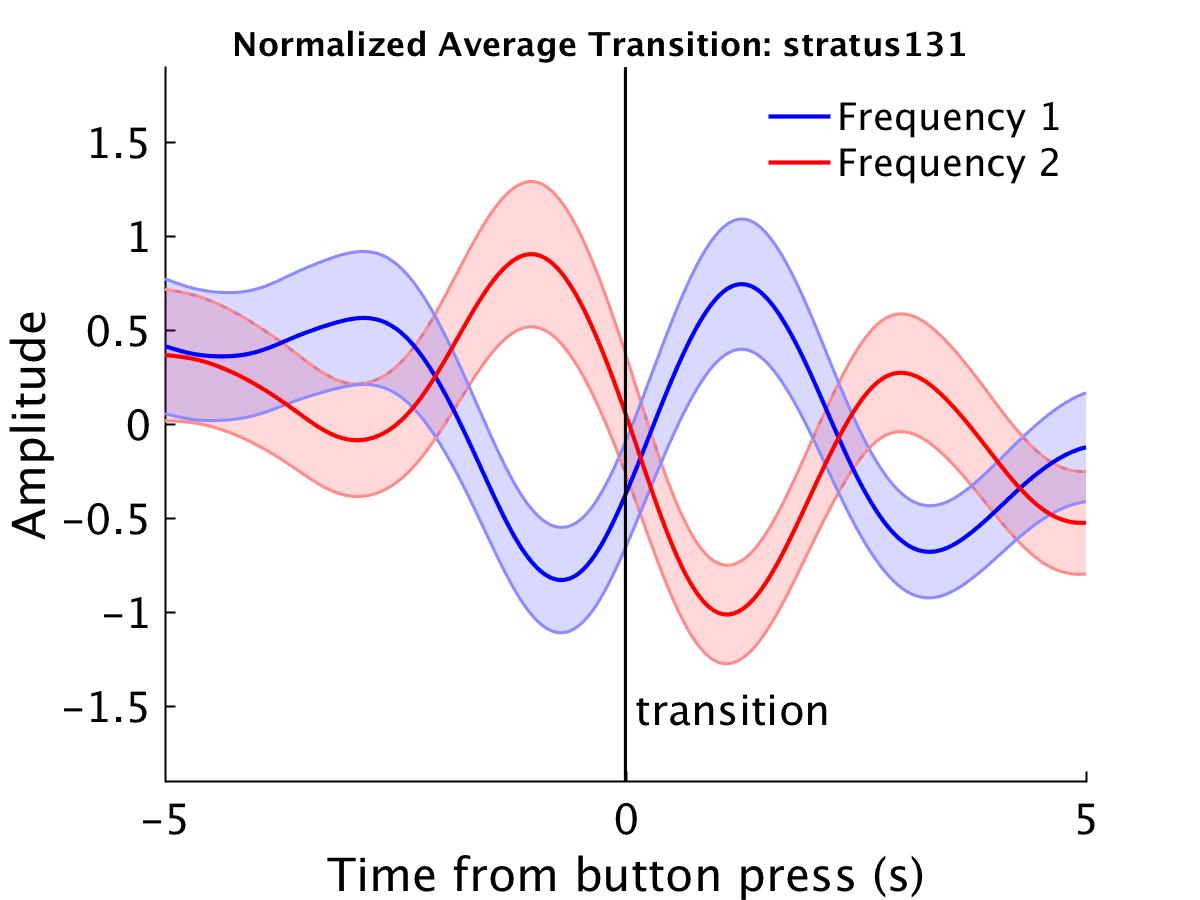 Normalized Average Transition: stratus131
Frequency 1
Frequency 2
1.5
1
0.5
0
−0.5
−1
−1.5
Amplitude
transition
−5
0
5
Time from button press (s)